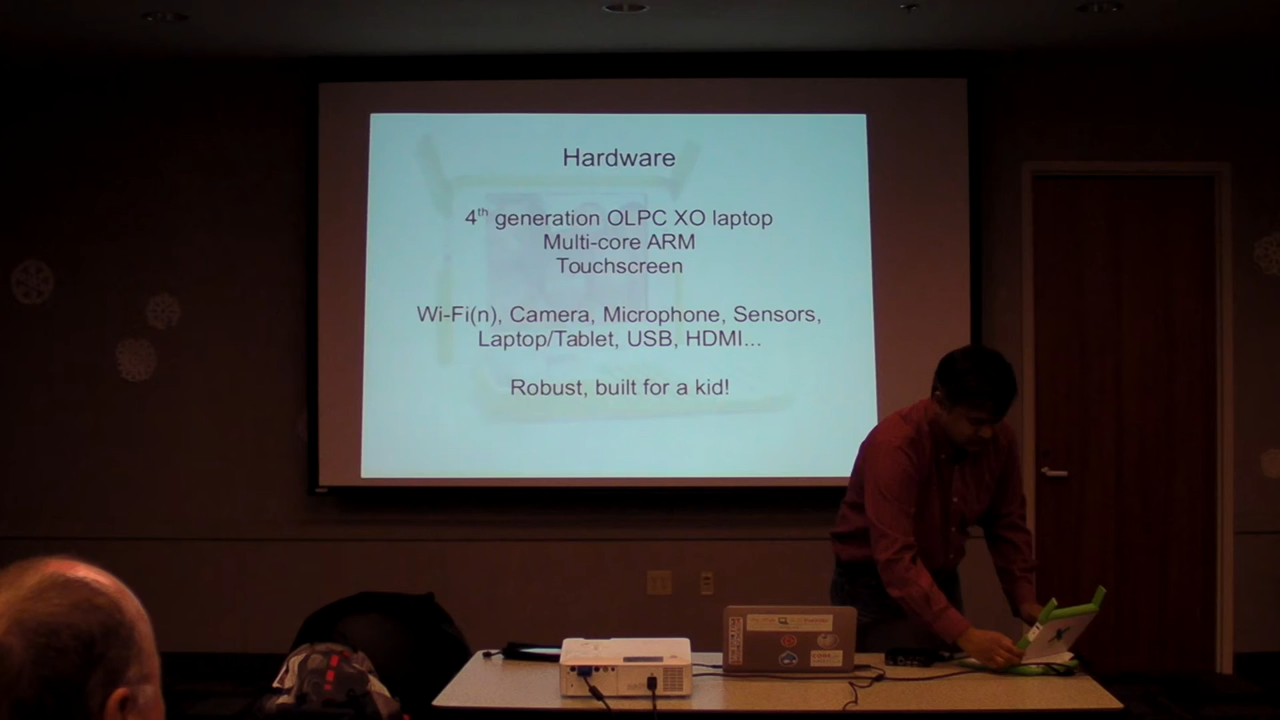 Hardware
4th generation OLPC XO laptop
Multi-core ARM
Touchscreen
Wi-Fi(n), Camera, Microphone, Sensors,
Laptop/Tablet, USB, HDMI...
Robust, built for a kid!